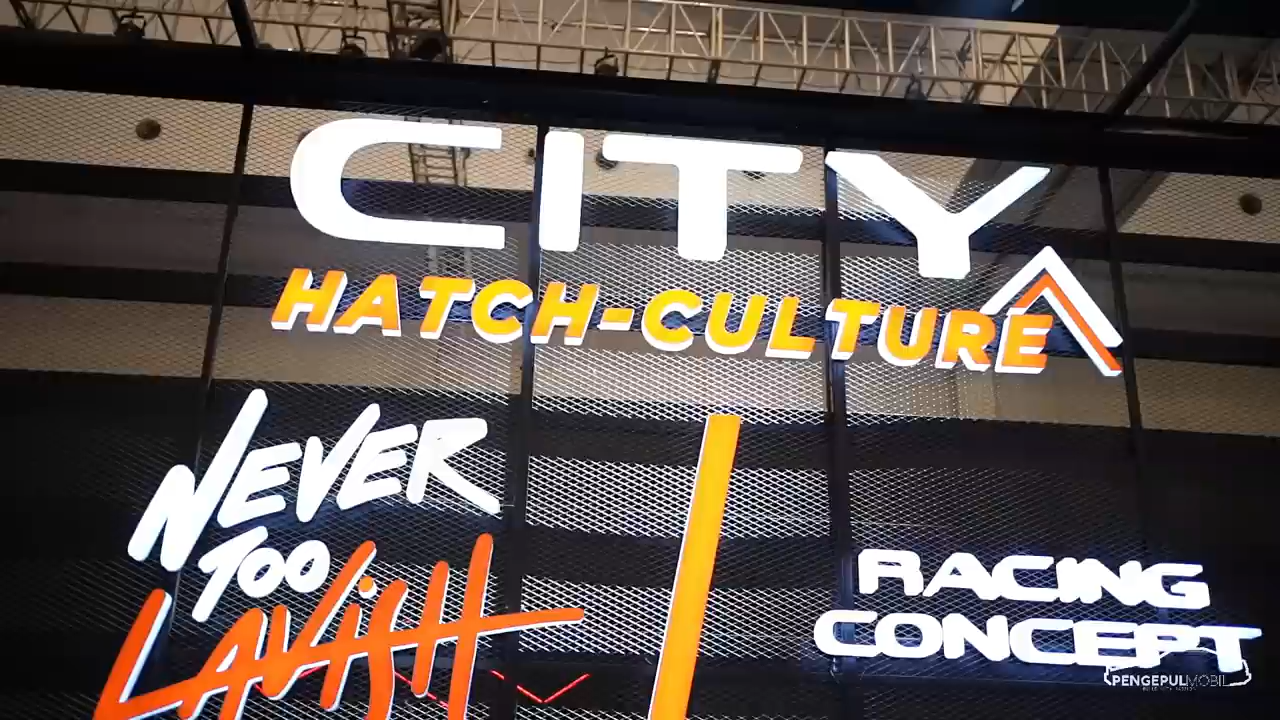 CITY
HATCH-CULTURE
NEVER
TOO
LAVISH
RACING
CONCEPT
PENGEPULMOBIL